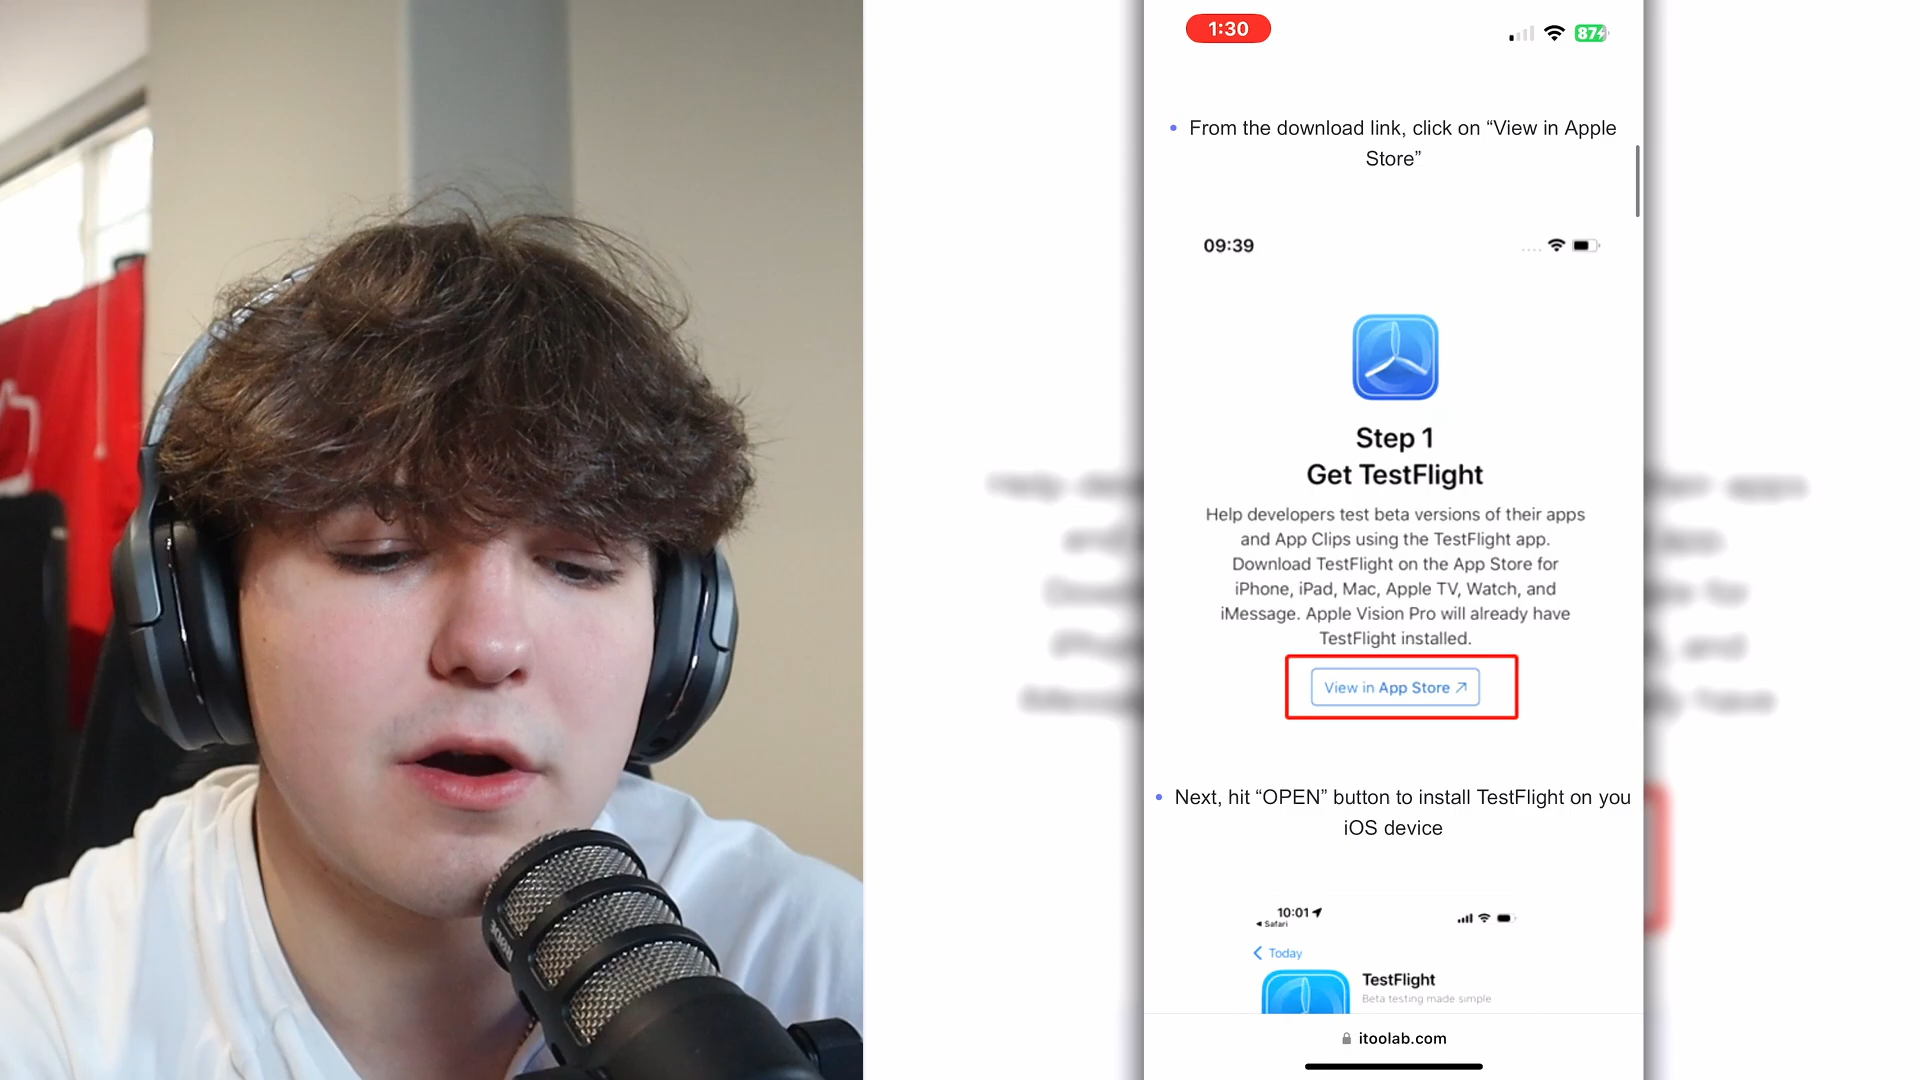 1:30
87
• From the download link, click on “View in Apple
Store”
09:39
Step 1
Get TestFlight
Help developers test beta versions of their apps
and App Clips using the TestFlight app.
Download TestFlight on the App Store for
iPhone, iPad, Mac, Apple TV, Watch, and
iMessage. Apple Vision Pro will already have
TestFlight installed.
View in App Store ↗
• Next, hit “OPEN” button to install TestFlight on you
iOS device
10:01
◀ Safari
< Today
TestFlight
Beta testing made simple
itoolab.com